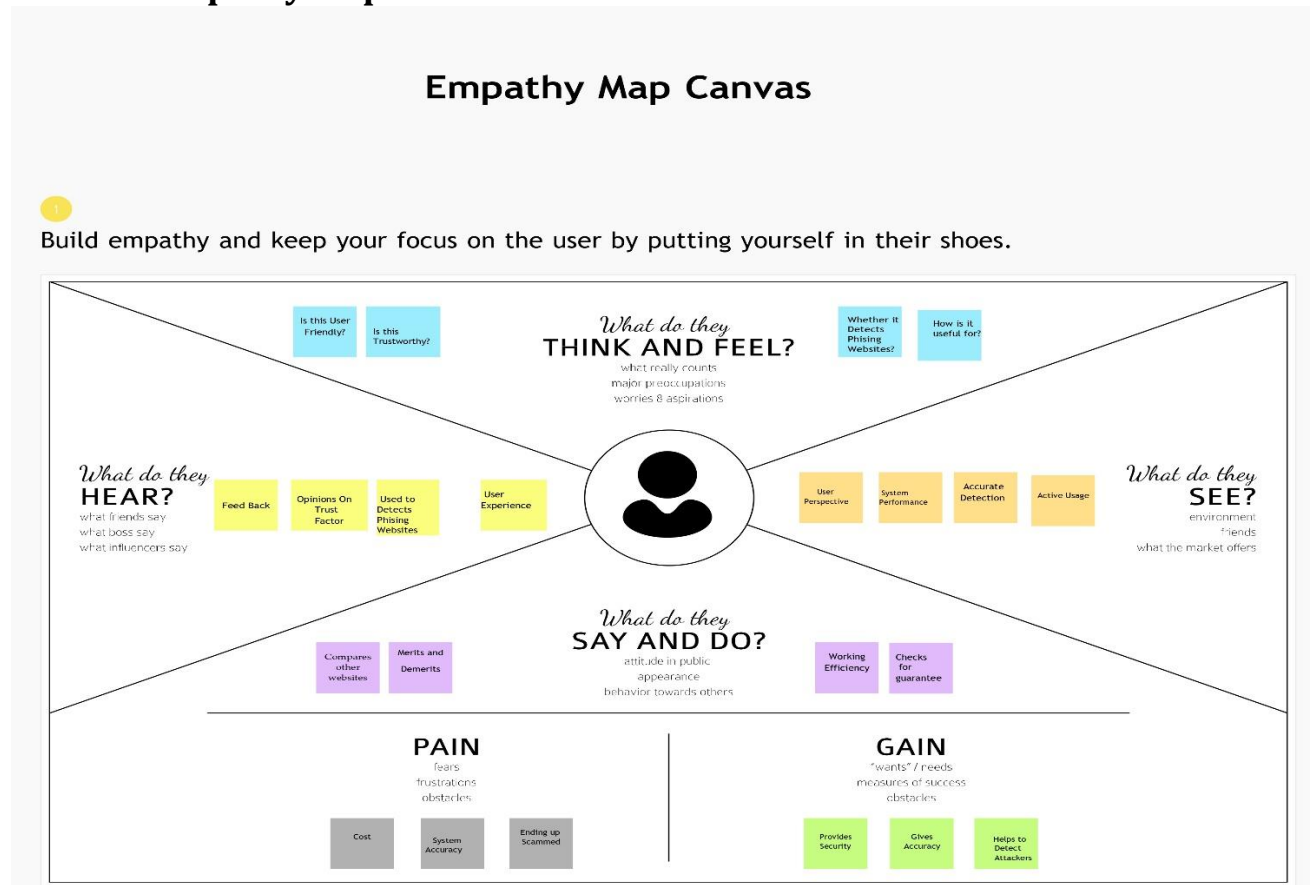 Empathy Map Canvas
1
Build empathy and keep your focus on the user by putting yourself in their shoes.
What do they
THINK AND FEEL?
what really counts
major preoccupations
worries & aspirations
Is this User
Friendly?
Is this
Trustworthy?
Whether it
Detects
Phising
Websites?
How is it
useful for?
What do they
HEAR?
what friends say
what boss say
what influencers say
Feed Back
Opinions On
Trust
Factor
Used to
Detects
Phising
Websites
User
Experience
User
Perspective
System
Performance
Accurate
Detection
Active Usage
What do they
SEE?
environment
friends
what the market offers
What do they
SAY AND DO?
attitude in public
appearance
behavior towards others
Compares
other
websites
Merits and
Demerits
Working
Efficiency
Checks
for
guarantee
PAIN
fears
frustrations
obstacles
Cost
System
Accuracy
Ending up
Scammed
GAIN
"wants" / needs
measures of success
obstacles
Provides
Security
Gives
Accuracy
Helps to
Detect
Attackers